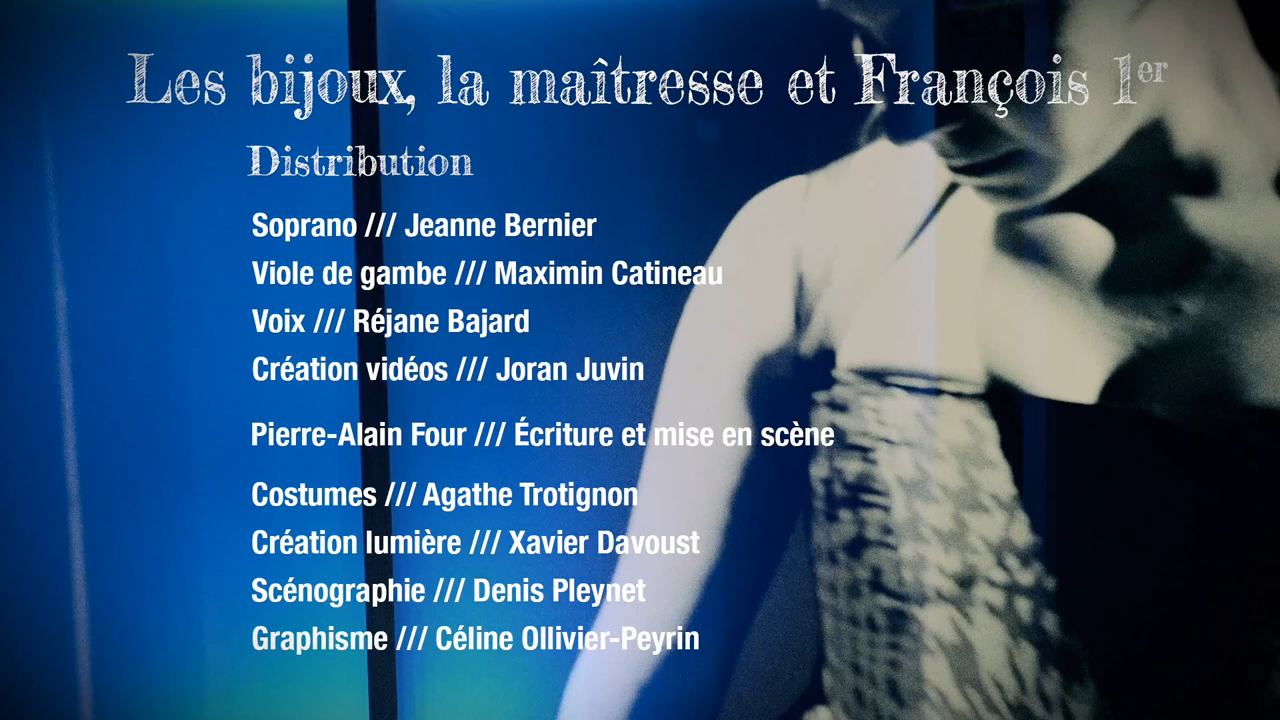 Les bijoux, la maîtresse et François 1er
Distribution
Soprano /// Jeanne Bernier
Viole de gambe /// Maximin Catineau
Voix /// Réjane Bajard
Création vidéos /// Joran Juvin
Pierre-Alain Four /// Écriture et mise en scène
Costumes /// Agathe Trotignon
Création lumière /// Xavier Davoust
Scénographie /// Denis Pleynet
Graphisme /// Céline Ollivier-Peyrin